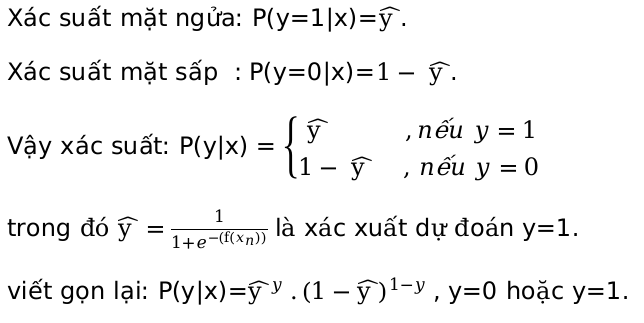 Xác suất mặt ngửa: P(y=1|x)=ŷ.
Xác suất mặt sấp : P(y=0|x)=1 − ŷ.
Vậy xác suất: P(y|x) = { ŷ , nếu y = 1
1 − ŷ , nếu y = 0
trong đó ŷ = 1/(1+e^−(f(xₙ))) là xác xuất dự đoán y=1.
viết gọn lại: P(y|x)=ŷ^y . (1 − ŷ)^1−y , y=0 hoặc y=1.